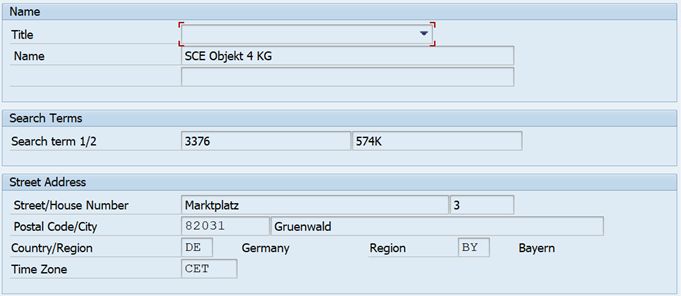 Name
Title
Name SCE Objekt 4 KG
Search Terms
Search term 1/2 3376 574K
Street Address
Street/House Number Marktplatz 3
Postal Code/City 82031 Gruenwald
Country/Region DE Germany Region BY Bayern
Time Zone CET